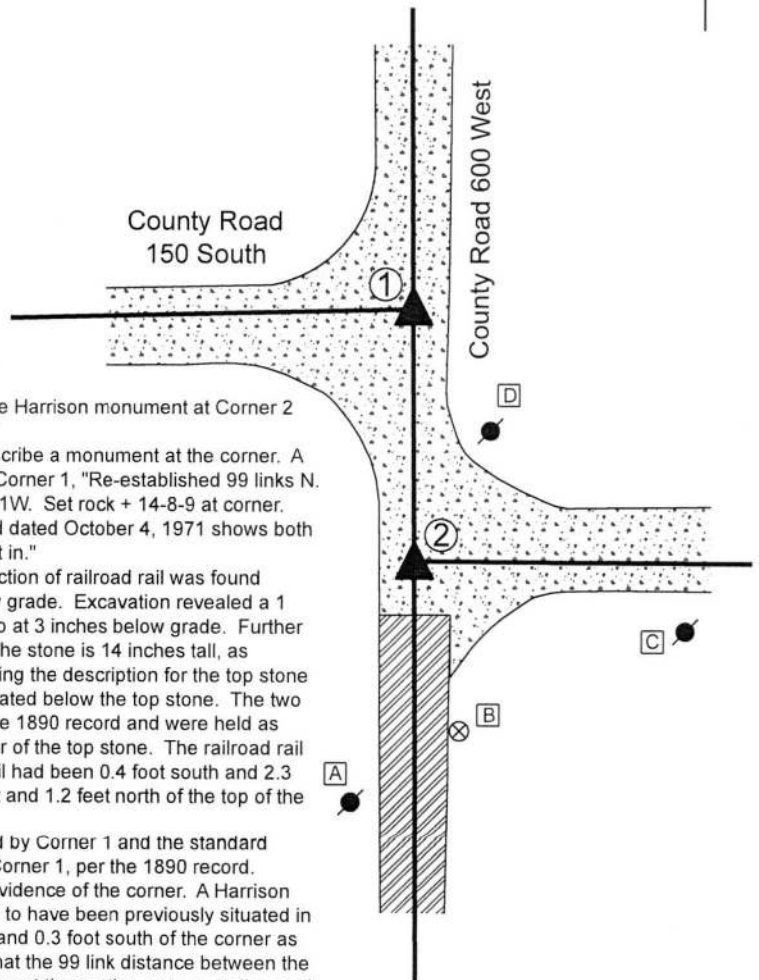 County Road
150 South
County Road 600 West
1
D
2
C
B
A
e Harrison monument at Corner 2
scribe a monument at the corner. A
Corner 1, "Re-established 99 links N.
1W. Set rock + 14-8-9 at corner.
d dated October 4, 1971 shows both
t in."
ction of railroad rail was found
grade. Excavation revealed a 1
at 3 inches below grade. Further
he stone is 14 inches tall, as
ing the description for the top stone
ated below the top stone. The two
e 1890 record and were held as
r of the top stone. The railroad rail
il had been 0.4 foot south and 2.3
and 1.2 feet north of the top of the
d by Corner 1 and the standard
Corner 1, per the 1890 record.
vidence of the corner. A Harrison
to have been previously situated in
and 0.3 foot south of the corner as
hat the 99 link distance between the